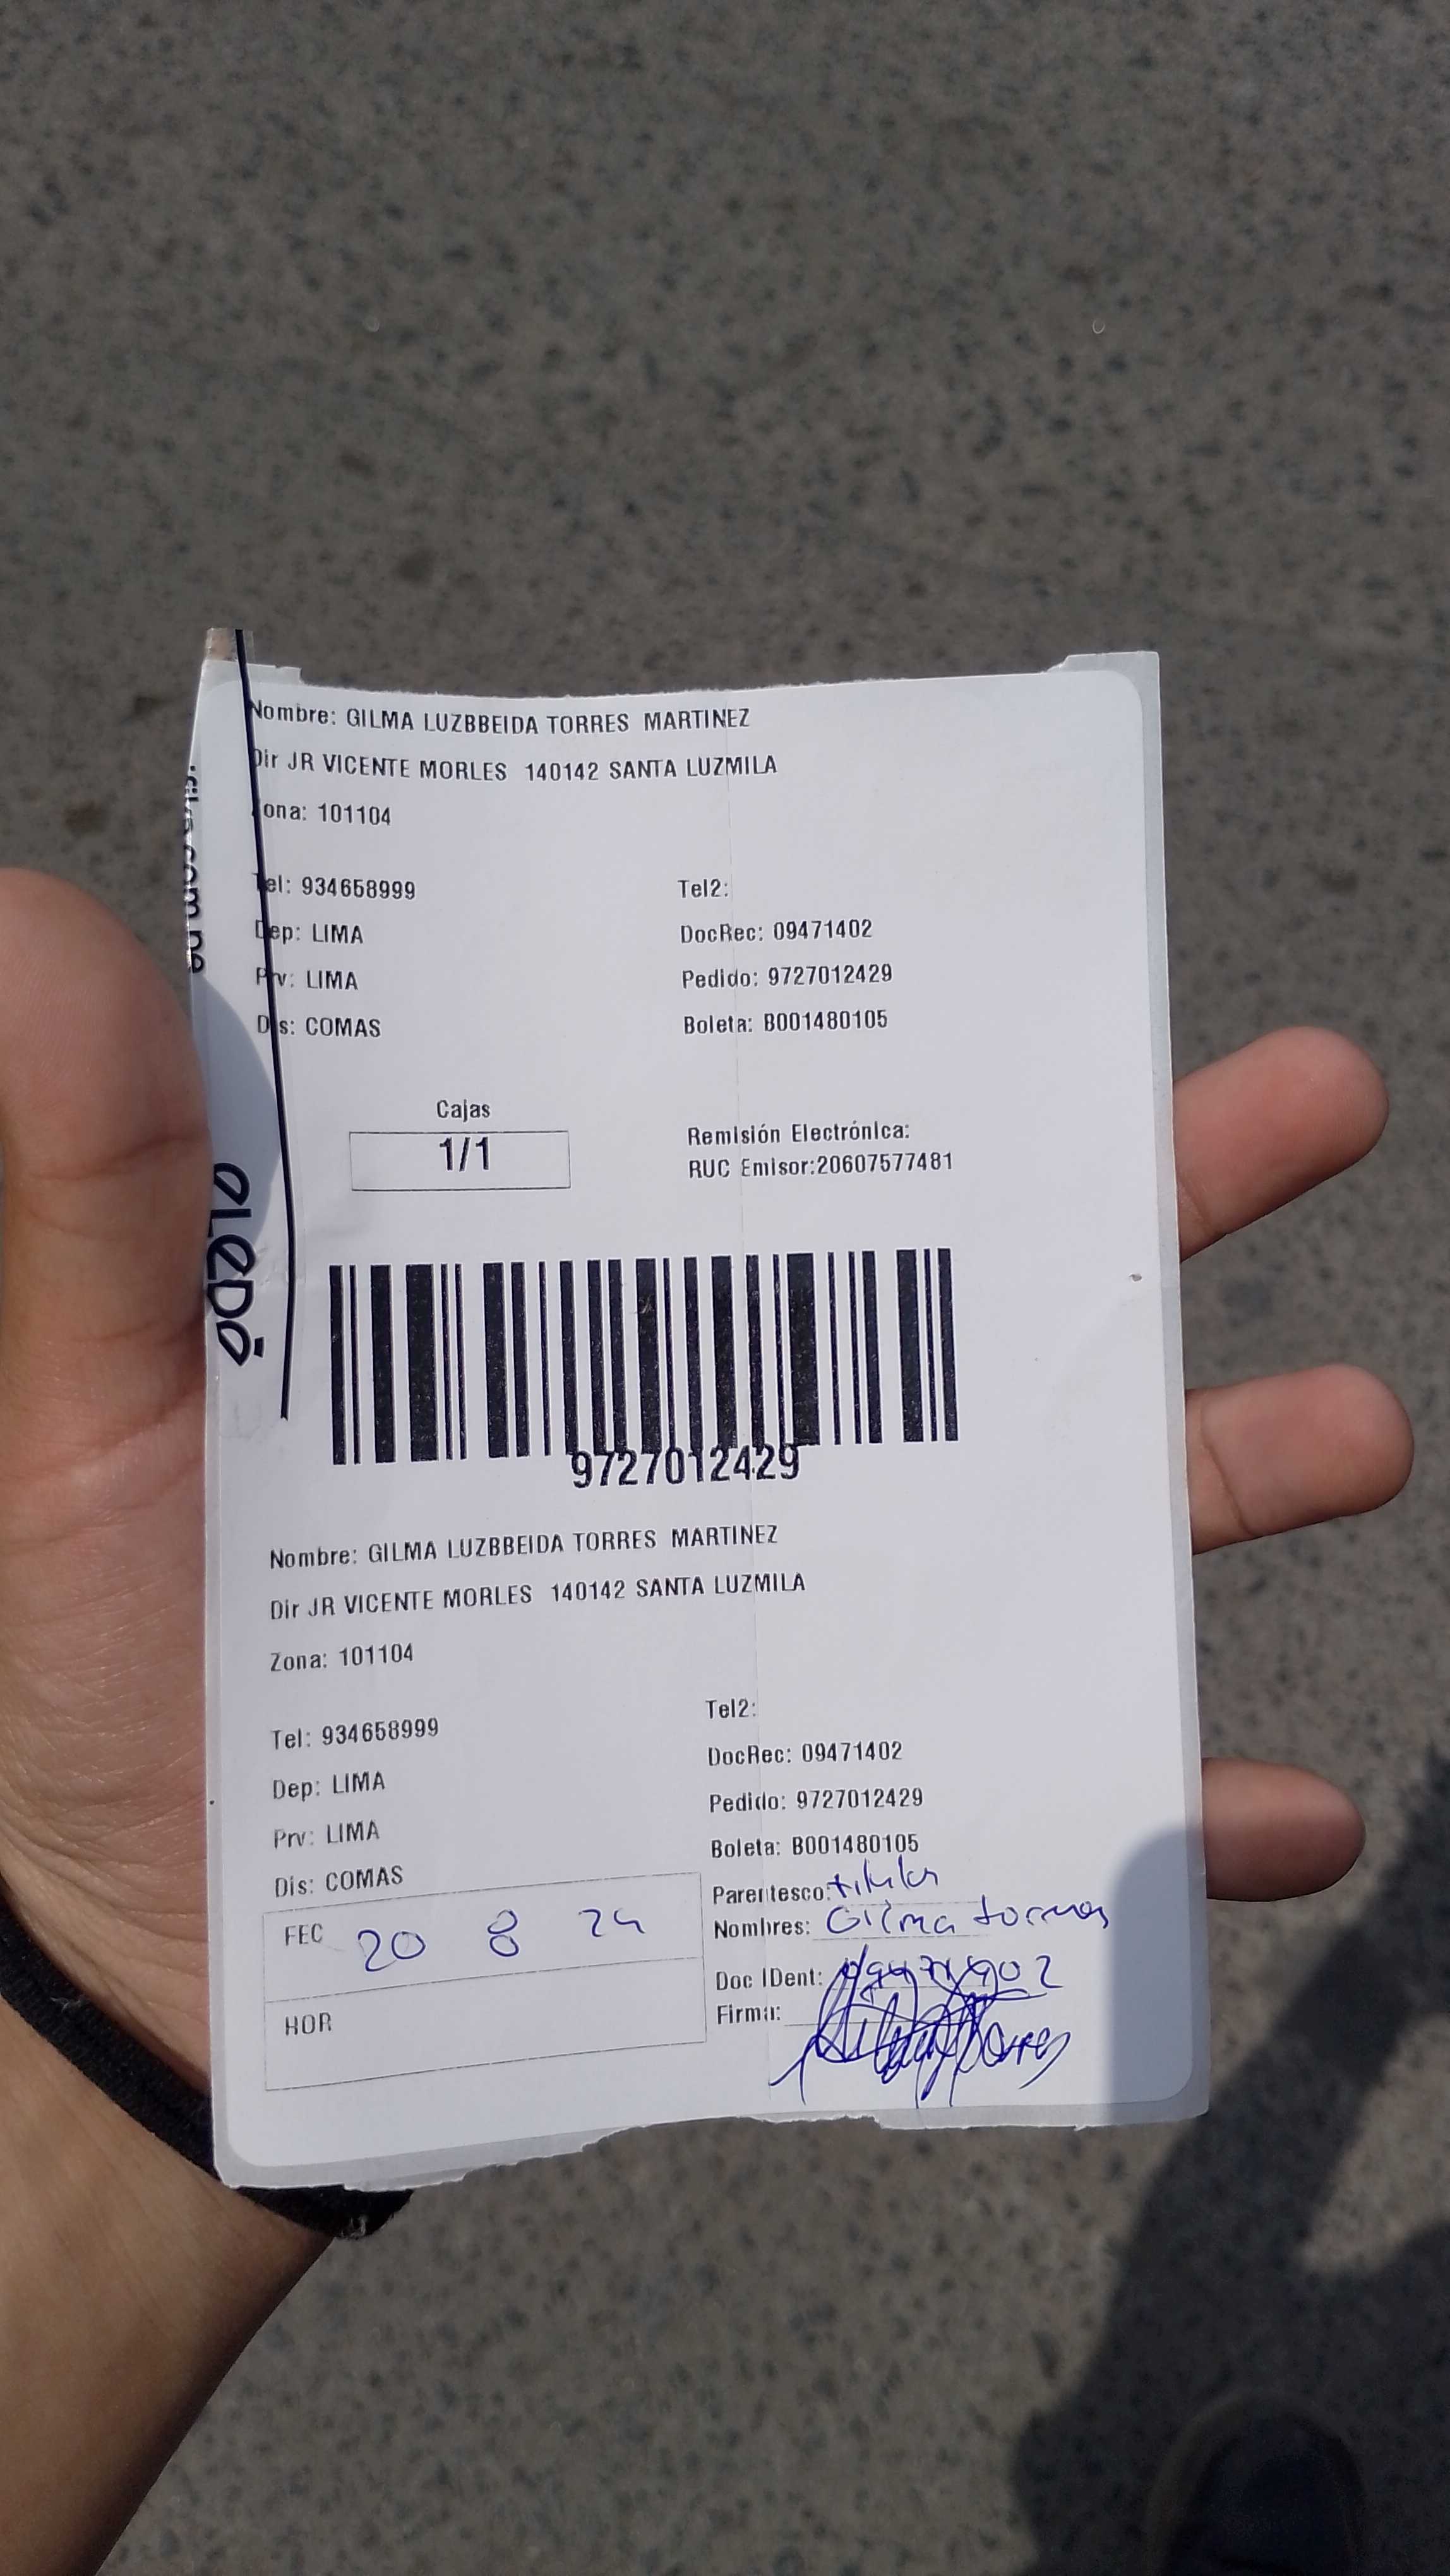 Nombre: GILMA LUZBBEIDA TORRES MARTINEZ
Dir JR VICENTE MORLES 140142 SANTA LUZMILA
ona: 101104
Tel: 934658999 Tel2:
Dep: LIMA DocRec: 09471402
Prv: LIMA Pedido: 9727012429
Dis: COMAS Boleta: B001480105
Cajas
1/1
Remisión Electrónica:
RUC Emisor:20607577481
9727012429
Nombre: GILMA LUZBBEIDA TORRES MARTINEZ
Dir JR VICENTE MORLES 140142 SANTA LUZMILA
Zona: 101104
Tel: 934658999 Tel2:
Dep: LIMA DocRec: 09471402
Prv: LIMA Pedido: 9727012429
Dis: COMAS Boleta: B001480105
Parentesco: titular
FEC 20 8 24 Nombres: Gilma torres
Doc IDent:
HOR Firma: